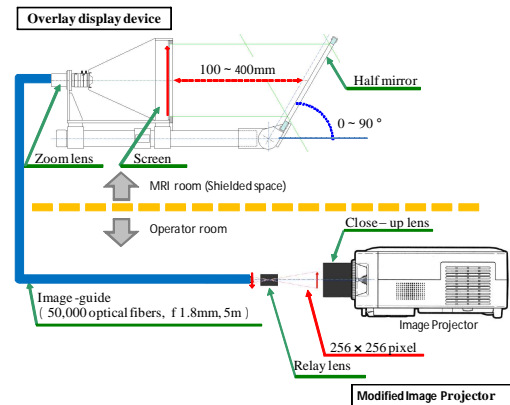 Overlay display device
100 ~ 400mm
Half mirror
0 ~ 90 °
Zoom lens
Screen
MRI room (Shielded space)
Operator room
Close− up lens
Image -guide
( 50,000 optical fibers, f 1.8mm, 5m )
Image Projector
256 × 256 pixel
Relay lens
Modified Image Projector